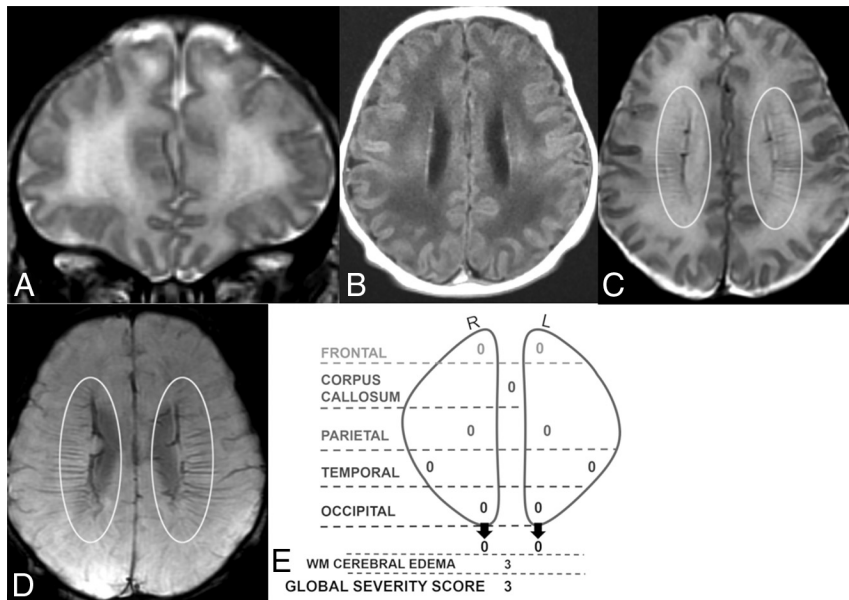 A
B
C
D
E
R L
FRONTAL 0 0
CORPUS
CALLOSUM 0
PARIETAL 0 0
TEMPORAL 0 0
OCCIPITAL 0 0
0 0
WM CEREBRAL EDEMA 3
GLOBAL SEVERITY SCORE 3